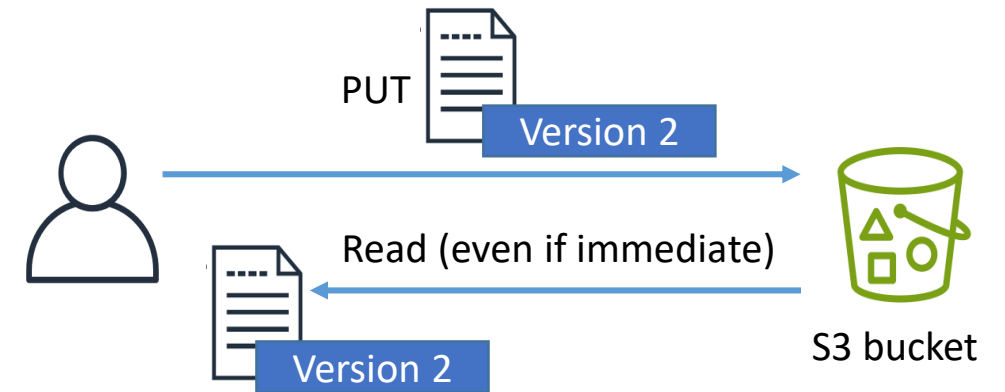 PUT
Version 2
Read (even if immediate)
Version 2
S3 bucket